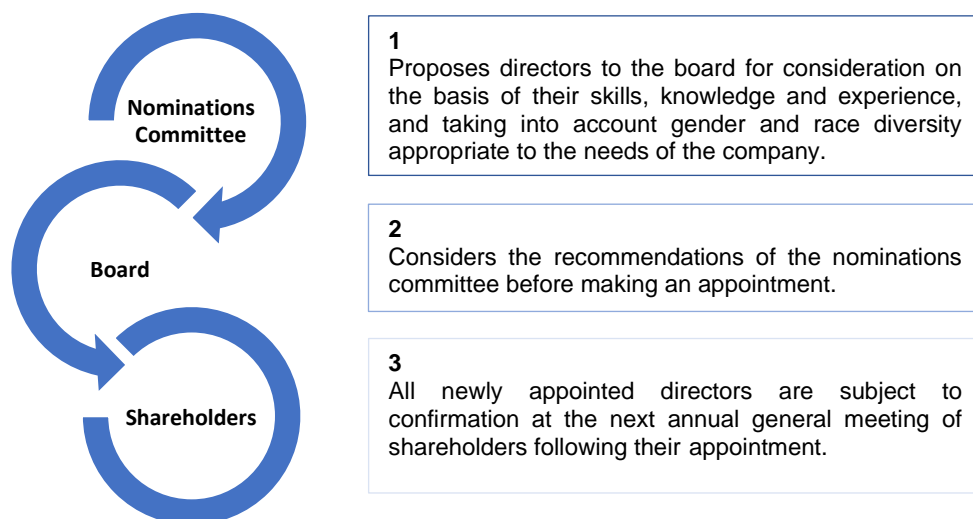 Nominations
Committee
1
Proposes directors to the board for consideration on
the basis of their skills, knowledge and experience,
and taking into account gender and race diversity
appropriate to the needs of the company.
Board
2
Considers the recommendations of the nominations
committee before making an appointment.
Shareholders
3
All newly appointed directors are subject to
confirmation at the next annual general meeting of
shareholders following their appointment.